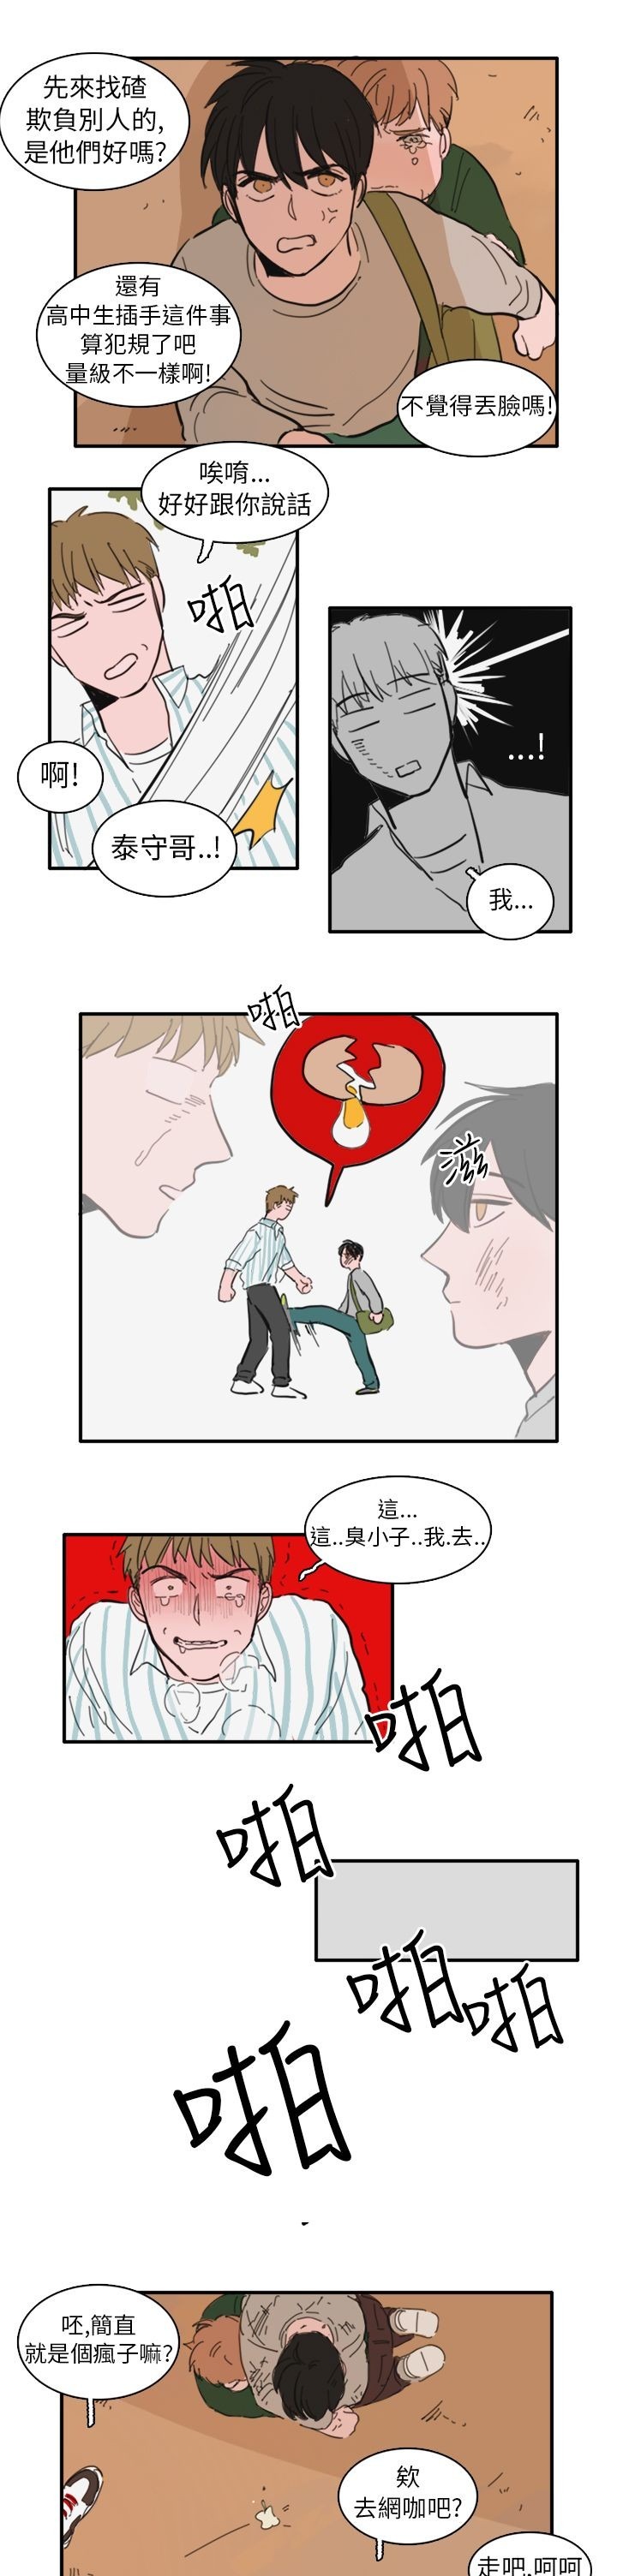 先來找碴
欺負別人的,
是他們好嗎?
還有
高中生插手這件事
算犯規了吧
量級不一樣啊!
不覺得丟臉嗎!
唉唷...
好好跟你說話
啪
啊!
泰守哥..!
...!
我...
啪
滋
這...
這..臭小子..我.去..
啪
啪
啪
啪
啪
呸,簡直
就是個瘋子嘛?
欸
去網咖吧?
走吧,呵呵